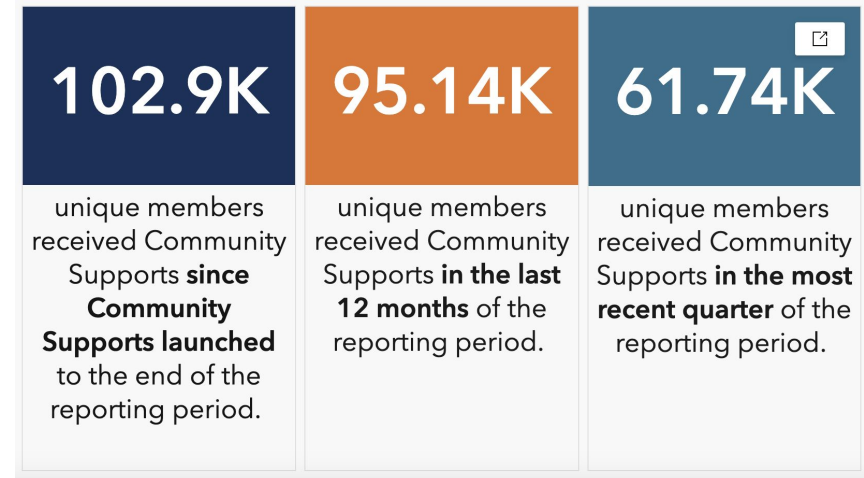 102.9K
unique members
received Community
Supports since
Community
Supports launched
to the end of the
reporting period.
95.14K
unique members
received Community
Supports in the last
12 months of the
reporting period.
61.74K
unique members
received Community
Supports in the most
recent quarter of the
reporting period.